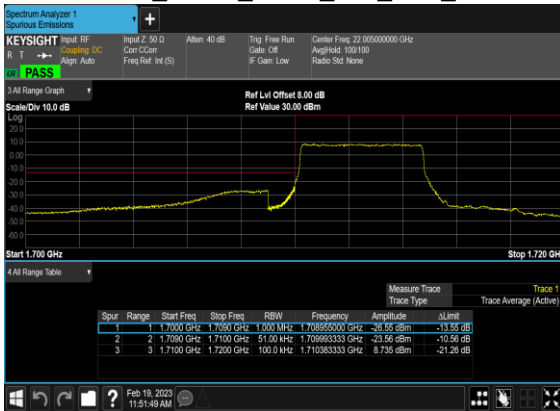 Spectrum Analyzer 1
Spurious Emissions
KEYSIGHT Input: RF Input Z: 50 Ω Atten: 40 dB Trig: Free Run Center Freq: 22.005000000 GHz
R T Coupling: DC Corr CCorr Gate: Off Avg|Hold: 100/100
Align: Auto Freq Ref: Int (S) IF Gain: Low Radio Std: None
LNI PASS
3 All Range Graph
Ref Lvl Offset 8.00 dB
Scale/Div 10.0 dB Ref Value 30.00 dBm
Log
20.0
10.0
0.00
-10.0
-20.0
-30.0
-40.0
-50.0
-60.0
Start 1.700 GHz Stop 1.720 GH
4 All Range Table
Measure Trace Trace 1
Trace Type Trace Average (Active)
Spur Range Start Freq Stop Freq RBW Frequency Amplitude ΔLimit
1 1 1.7000 GHz 1.7090 GHz 1.000 MHz 1.708955000 GHz -26.55 dBm -13.55 dB
2 2 1.7090 GHz 1.7100 GHz 51.00 kHz 1.709993333 GHz -23.56 dBm -10.56 dB
3 3 1.7100 GHz 1.7200 GHz 100.0 kHz 1.710383333 GHz 8.735 dBm -21.26 dB
? Feb 19, 2023
11:51:49 AM